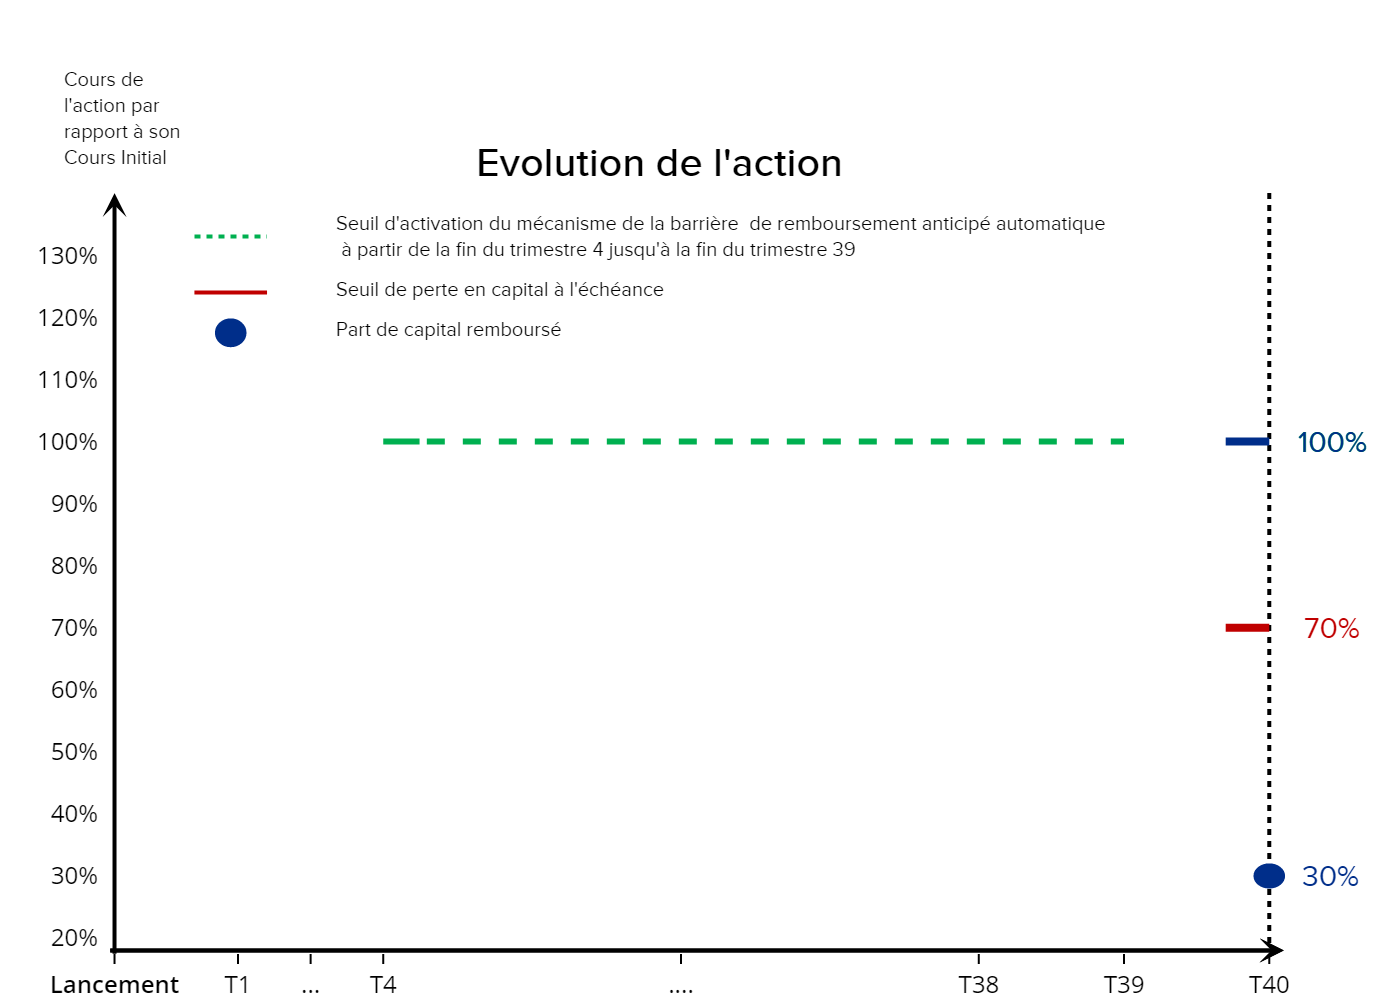 Cours de
l'action par
rapport à son
Cours Initial
Evolution de l'action
Seuil d'activation du mécanisme de la barrière  de remboursement anticipé automatique
à partir de la fin du trimestre 4 jusqu'à la fin du trimestre 39
Seuil de perte en capital à l'échéance
Part de capital remboursé
130%
120%
110%
100%
100%
90%
80%
70%
70%
60%
50%
40%
30%
30%
20%
Lancement T1 ... T4 .... T38 T39 T40